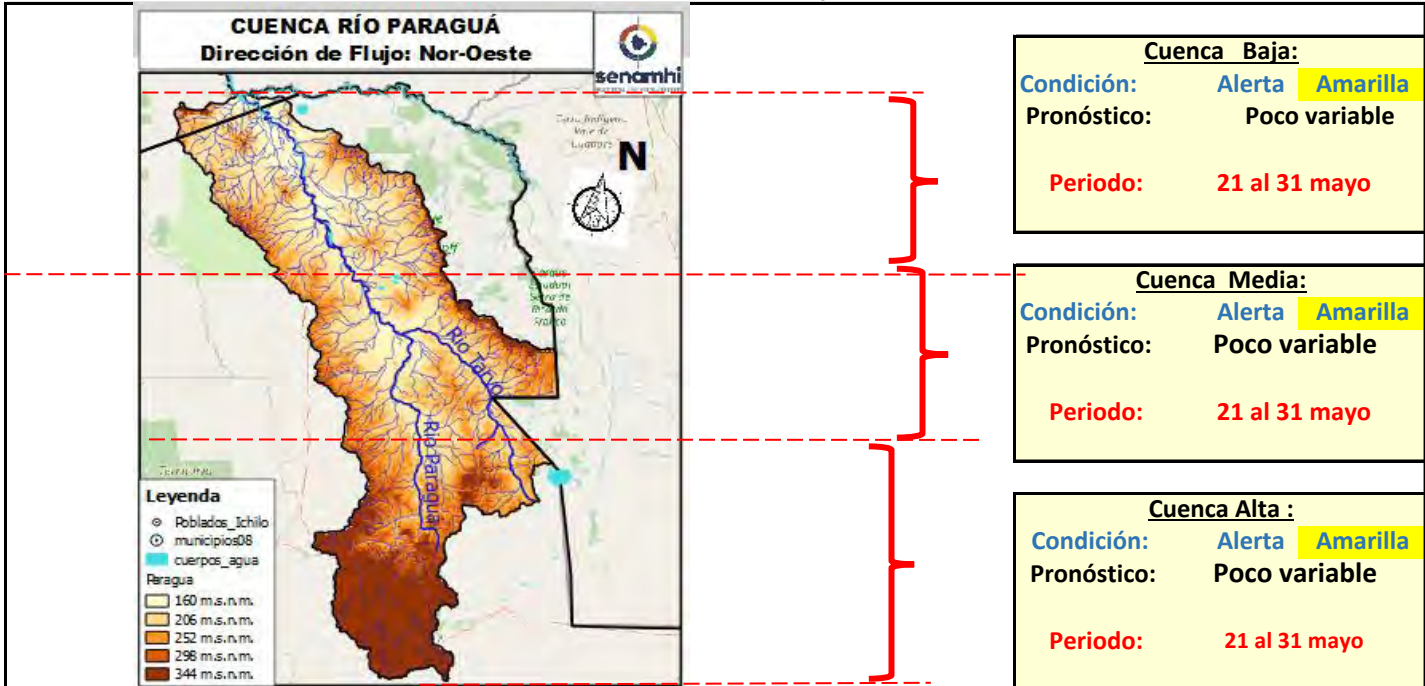 CUENCA RÍO PARAGUÁ
Dirección de Flujo: Nor-Oeste
senamhi
N
Río Tarvo
Río Paraguá
Leyenda
Poblados_Ichilo
municipios08
cuerpos_agua
Paragua
160 m.s.n.m.
206 m.s.n.m.
252 m.s.n.m.
298 m.s.n.m.
344 m.s.n.m.
Cuenca Baja:
Condición: Alerta Amarilla
Pronóstico: Poco variable
Periodo: 21 al 31 mayo
Cuenca Media:
Condición: Alerta Amarilla
Pronóstico: Poco variable
Periodo: 21 al 31 mayo
Cuenca Alta :
Condición: Alerta Amarilla
Pronóstico: Poco variable
Periodo: 21 al 31 mayo